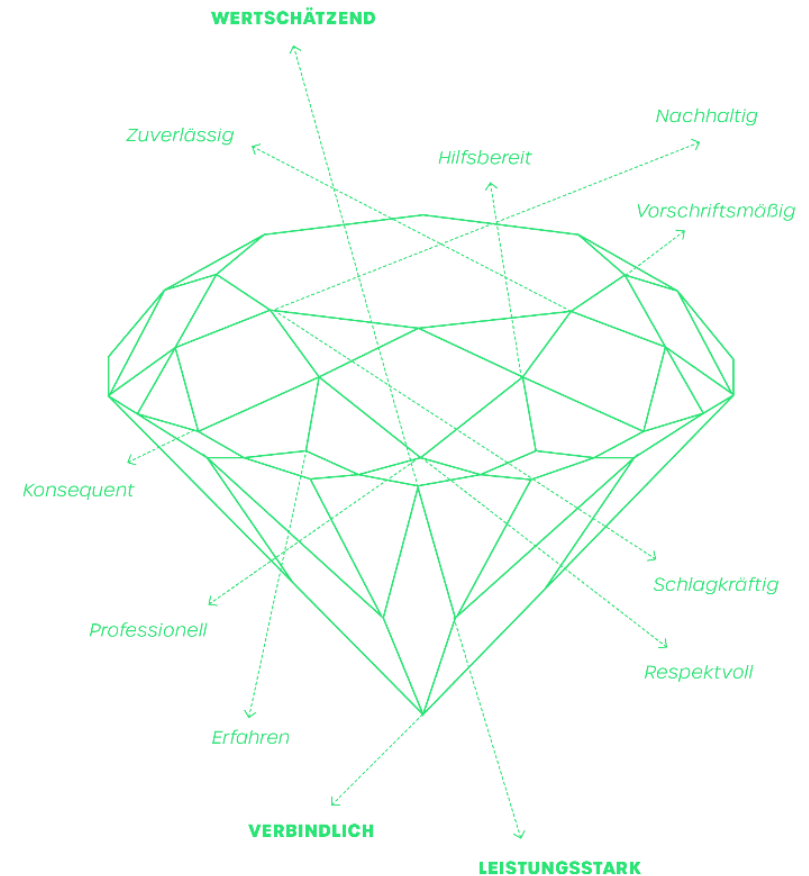 WERTSCHÄTZEND
Nachhaltig
Zuverlässig
Hilfsbereit
Vorschriftsmäßig
Konsequent
Schlagkräftig
Professionell
Respektvoll
Erfahren
VERBINDLICH
LEISTUNGSSTARK